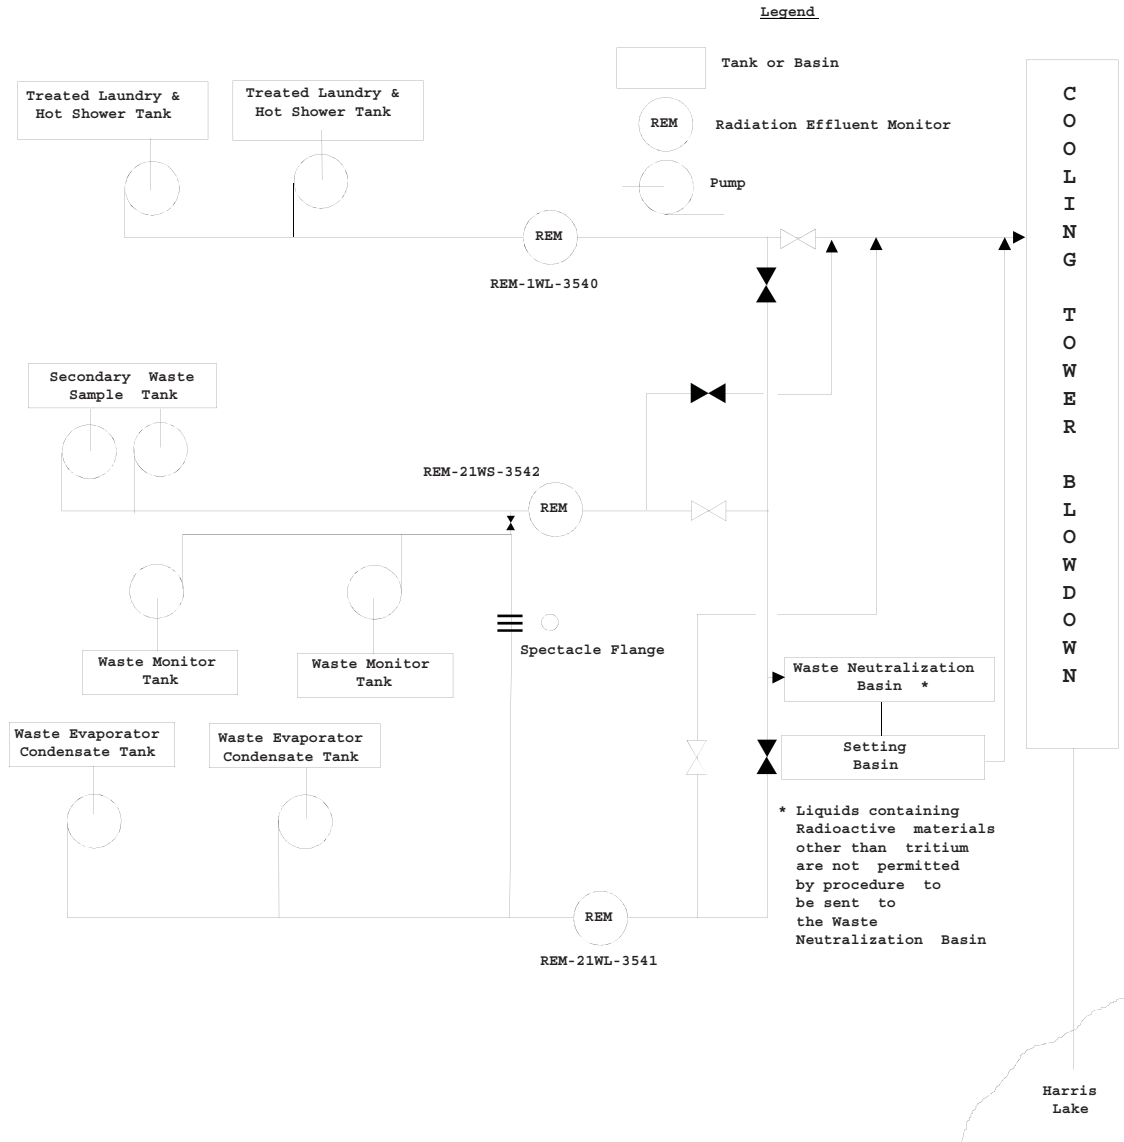 Legend
Tank or Basin
REM
Radiation Effluent Monitor
Pump
Treated Laundry &
Hot Shower Tank
Treated Laundry &
Hot Shower Tank
REM
REM-1WL-3540
Secondary Waste
Sample Tank
REM-21WS-3542
REM
Spectacle Flange
Waste Monitor
Tank
Waste Monitor
Tank
Waste Neutralization
Basin *
Waste Evaporator
Condensate Tank
Waste Evaporator
Condensate Tank
Setting
Basin
* Liquids containing
Radioactive materials
other than tritium
are not permitted
by procedure to
be sent to
the Waste
Neutralization Basin
REM
REM-21WL-3541
COOLING TOWER BLOWDOWN
Harris
Lake